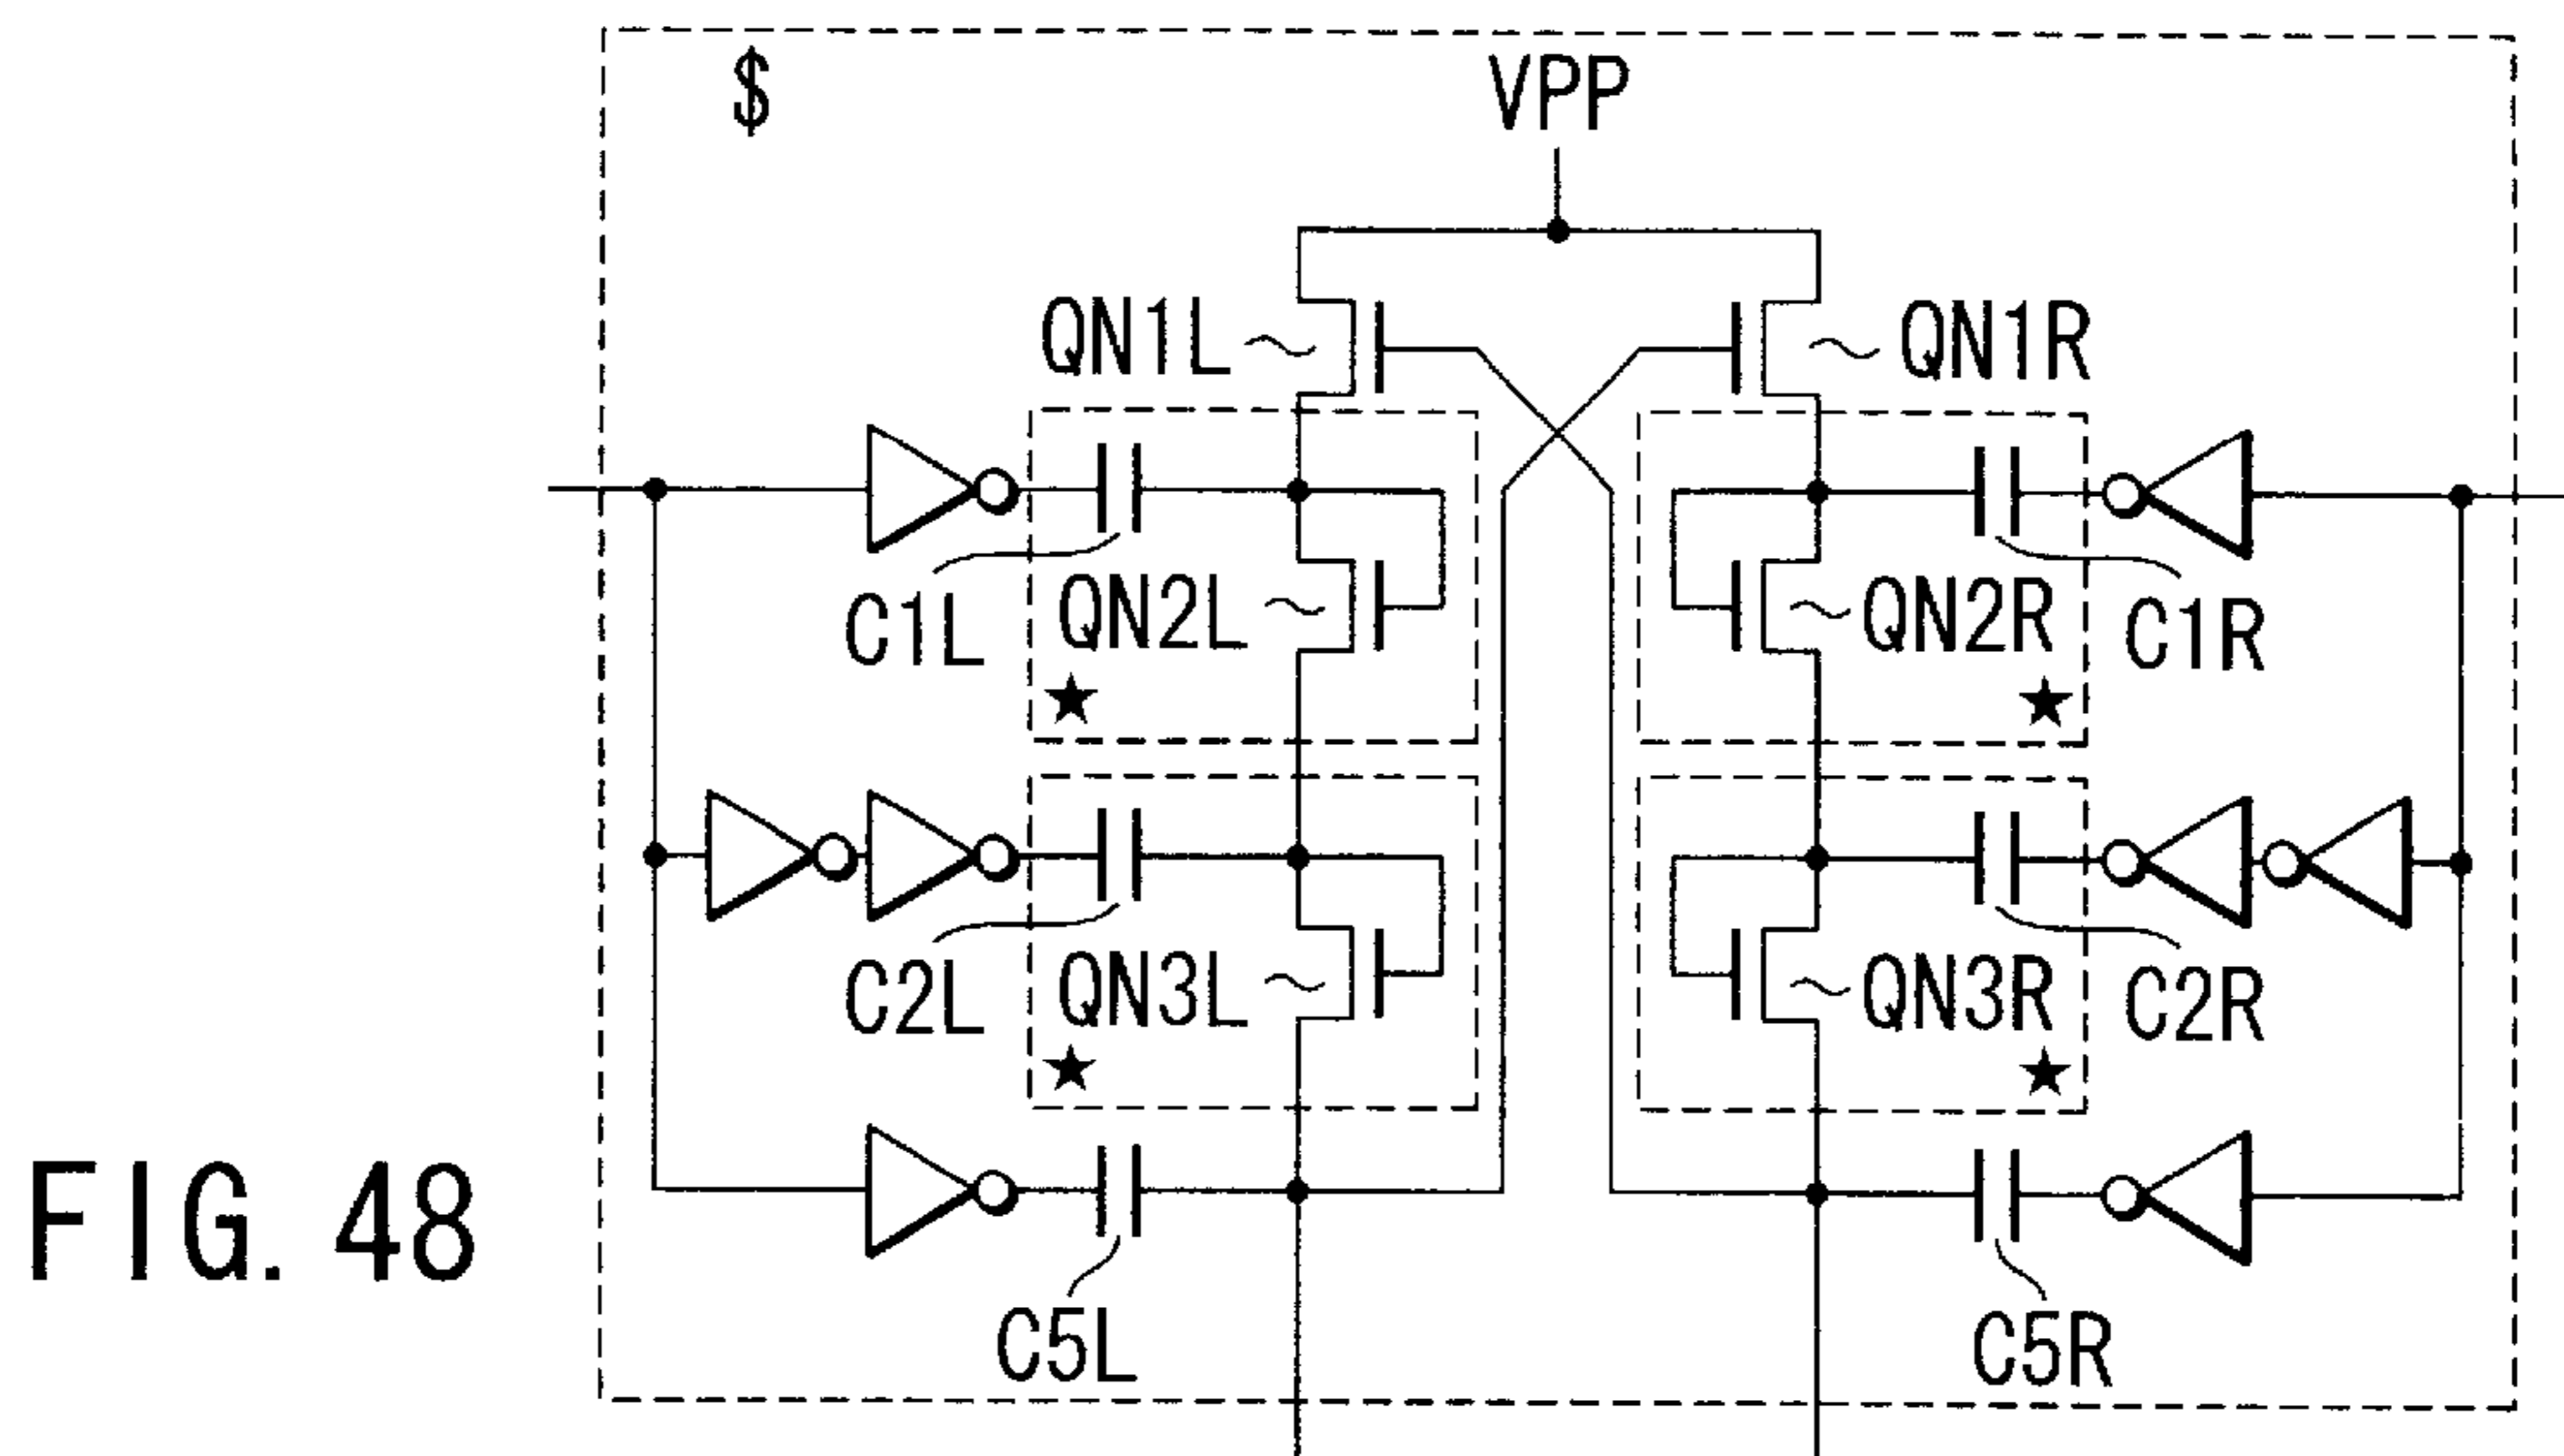 $
VPP
QN1L
QN1R
C1L
QN2L
QN2R
C1R
★
★
C2L
QN3L
QN3R
C2R
★
★
C5L
C5R
FIG. 48